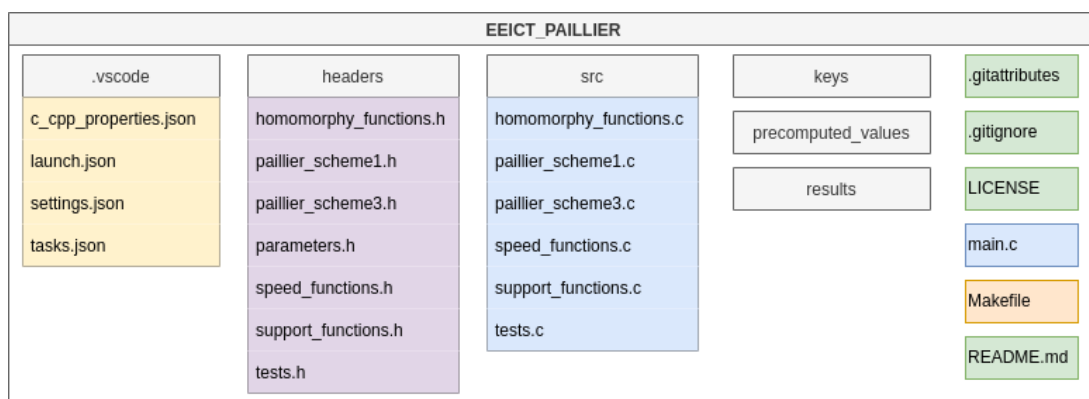 EEICT_PAILLIER
.vscode
c_cpp_properties.json
launch.json
settings.json
tasks.json
headers
homomorphy_functions.h
paillier_scheme1.h
paillier_scheme3.h
parameters.h
speed_functions.h
support_functions.h
tests.h
src
homomorphy_functions.c
paillier_scheme1.c
paillier_scheme3.c
speed_functions.c
support_functions.c
tests.c
keys
precomputed_values
results
.gitattributes
.gitignore
LICENSE
main.c
Makefile
README.md